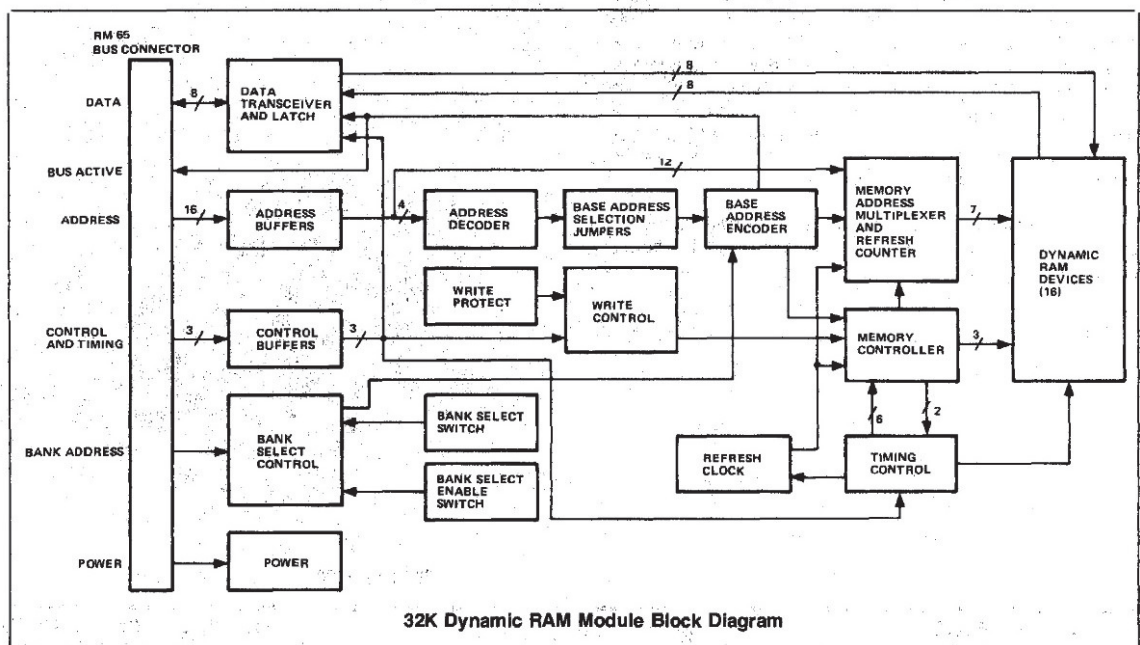 RM 65
BUS CONNECTOR
DATA
BUS ACTIVE
ADDRESS
CONTROL
AND TIMING
BANK ADDRESS
POWER
8
DATA
TRANSCEIVER
AND LATCH
8
8
16
ADDRESS
BUFFERS
4
12
ADDRESS
DECODER
BASE ADDRESS
SELECTION
JUMPERS
BASE
ADDRESS
ENCODER
MEMORY
ADDRESS
MULTIPLEXER
AND
REFRESH
COUNTER
7
DYNAMIC
RAM
DEVICES
(16)
WRITE
PROTECT
WRITE
CONTROL
3
CONTROL
BUFFERS
3
MEMORY
CONTROLLER
3
6
2
BANK
SELECT
CONTROL
BANK SELECT
SWITCH
BANK SELECT
ENABLE
SWITCH
REFRESH
CLOCK
TIMING
CONTROL
POWER
32K Dynamic RAM Module Block Diagram